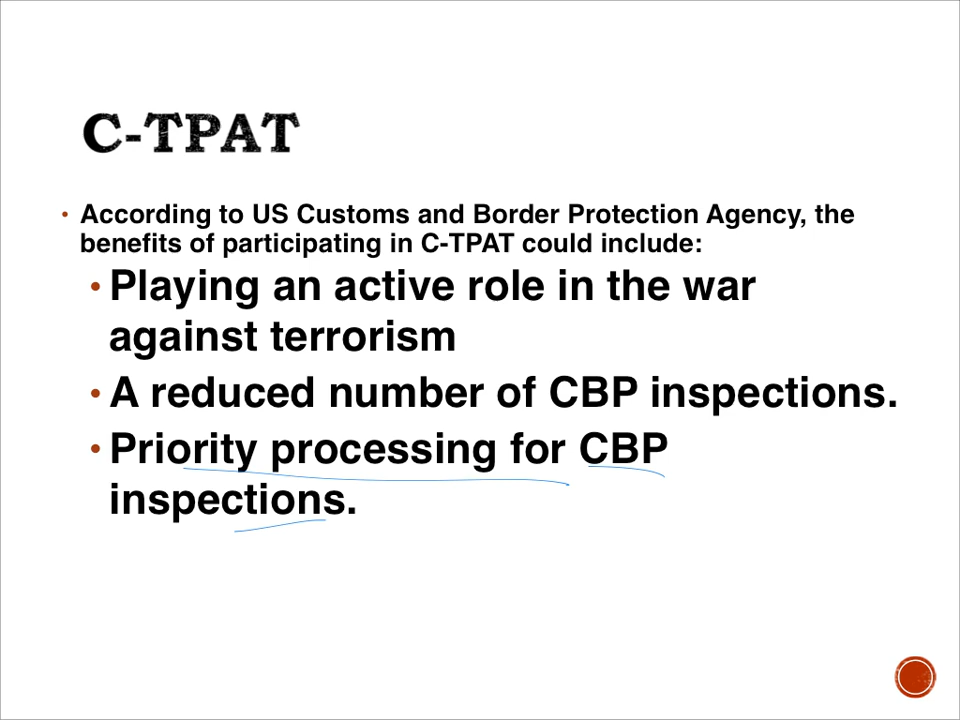 C-TPAT
• According to US Customs and Border Protection Agency, the
benefits of participating in C-TPAT could include:
• Playing an active role in the war
against terrorism
• A reduced number of CBP inspections.
• Priority processing for CBP
inspections.